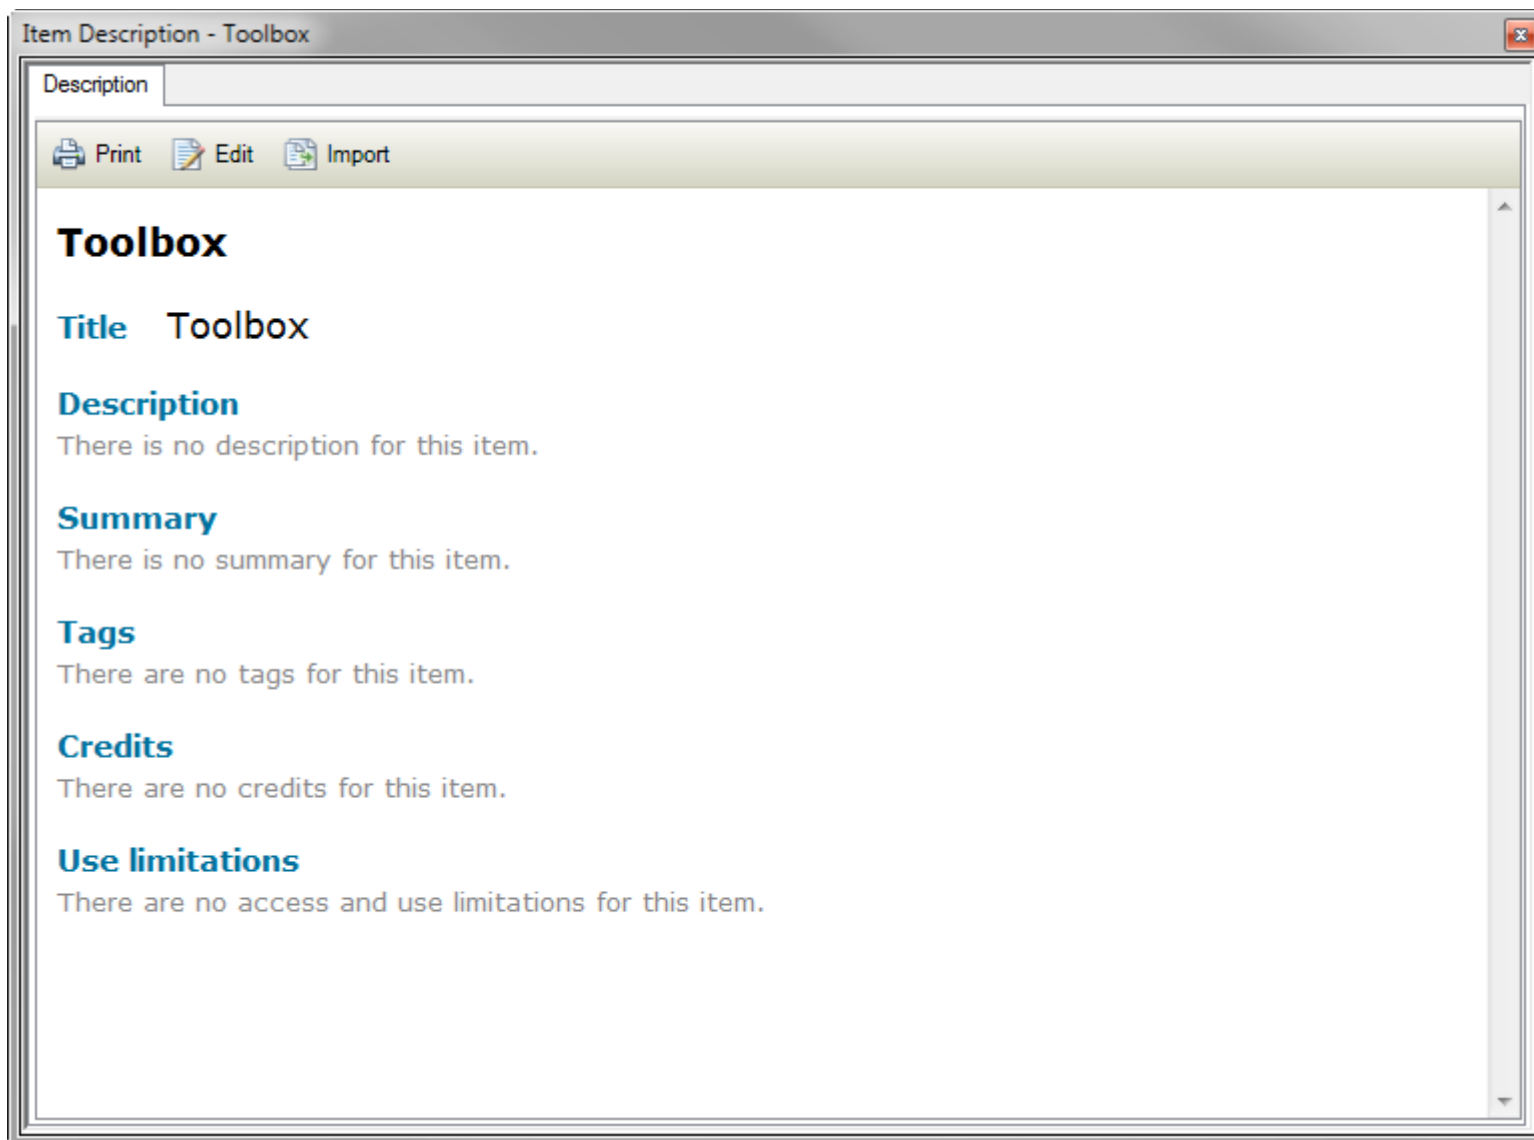 Item Description - Toolbox
Description
Print Edit Import
Toolbox
Title Toolbox
Description
There is no description for this item.
Summary
There is no summary for this item.
Tags
There are no tags for this item.
Credits
There are no credits for this item.
Use limitations
There are no access and use limitations for this item.